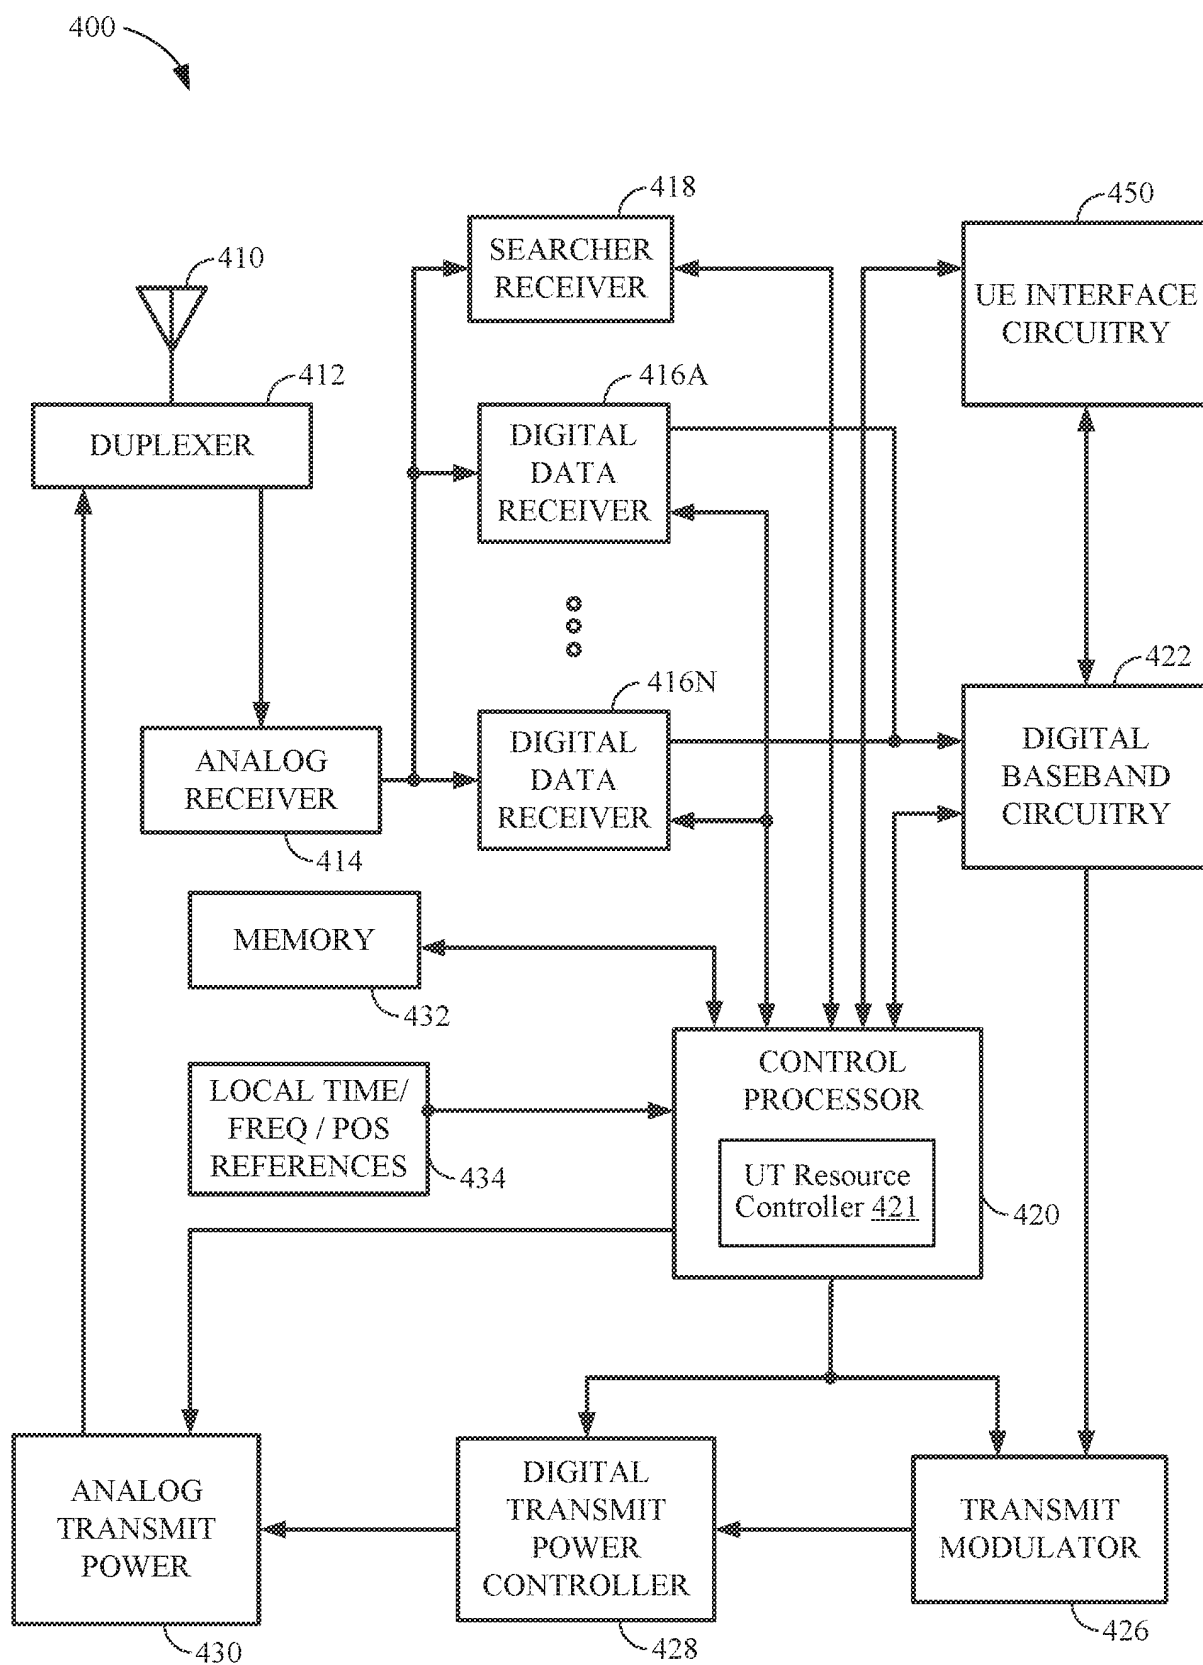 400
418
SEARCHER
RECEIVER
450
UE INTERFACE
CIRCUITRY
410
412
DUPLEXER
416A
DIGITAL
DATA
RECEIVER
416N
DIGITAL
DATA
RECEIVER
422
DIGITAL
BASEBAND
CIRCUITRY
ANALOG
RECEIVER
414
MEMORY
432
LOCAL TIME/
FREQ / POS
REFERENCES
434
CONTROL
PROCESSOR
UT Resource
Controller 421
420
ANALOG
TRANSMIT
POWER
430
DIGITAL
TRANSMIT
POWER
CONTROLLER
428
TRANSMIT
MODULATOR
426